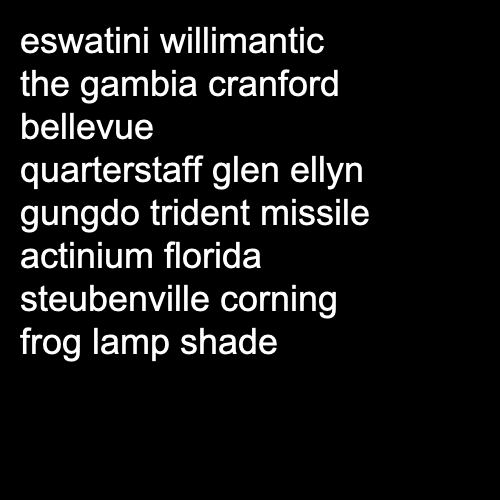 eswatini willimantic
the gambia cranford
bellevue
quarterstaff glen ellyn
gungdo trident missile
actinium florida
steubenville corning
frog lamp shade